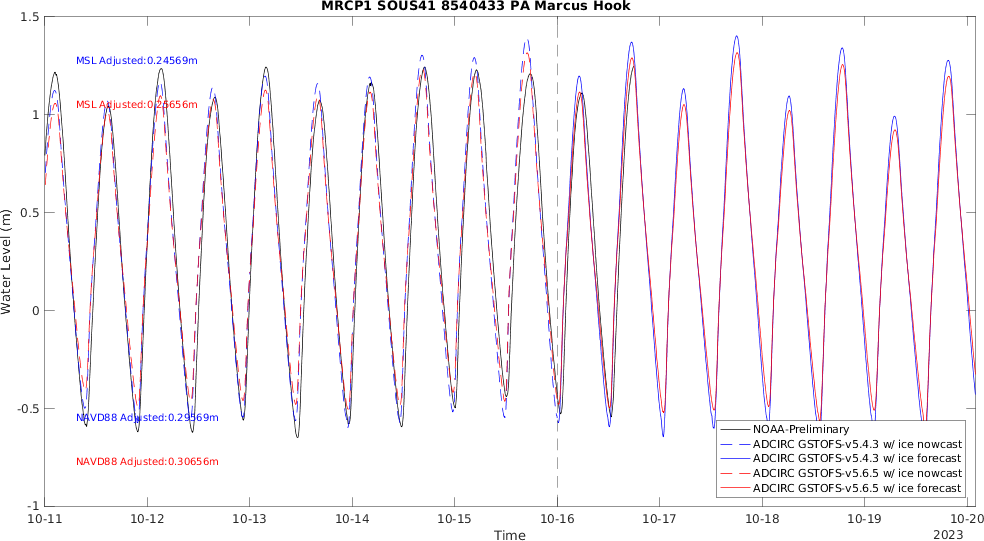 MRCP1 SOUS41 8540433 PA Marcus Hook
1.5
MSL Adjusted:0.24569m
MSL Adjusted:0.25656m
1
0.5
Water Level (m)
0
-0.5
NAVD88 Adjusted:0.29569m
NOAA-Preliminary
ADCIRC GSTOFS-v5.4.3 w/ ice nowcast
ADCIRC GSTOFS-v5.4.3 w/ ice forecast
ADCIRC GSTOFS-v5.6.5 w/ ice nowcast
ADCIRC GSTOFS-v5.6.5 w/ ice forecast
NAVD88 Adjusted:0.30656m
-1
10-11 10-12 10-13 10-14 10-15 10-16 10-17 10-18 10-19 10-20
Time
2023